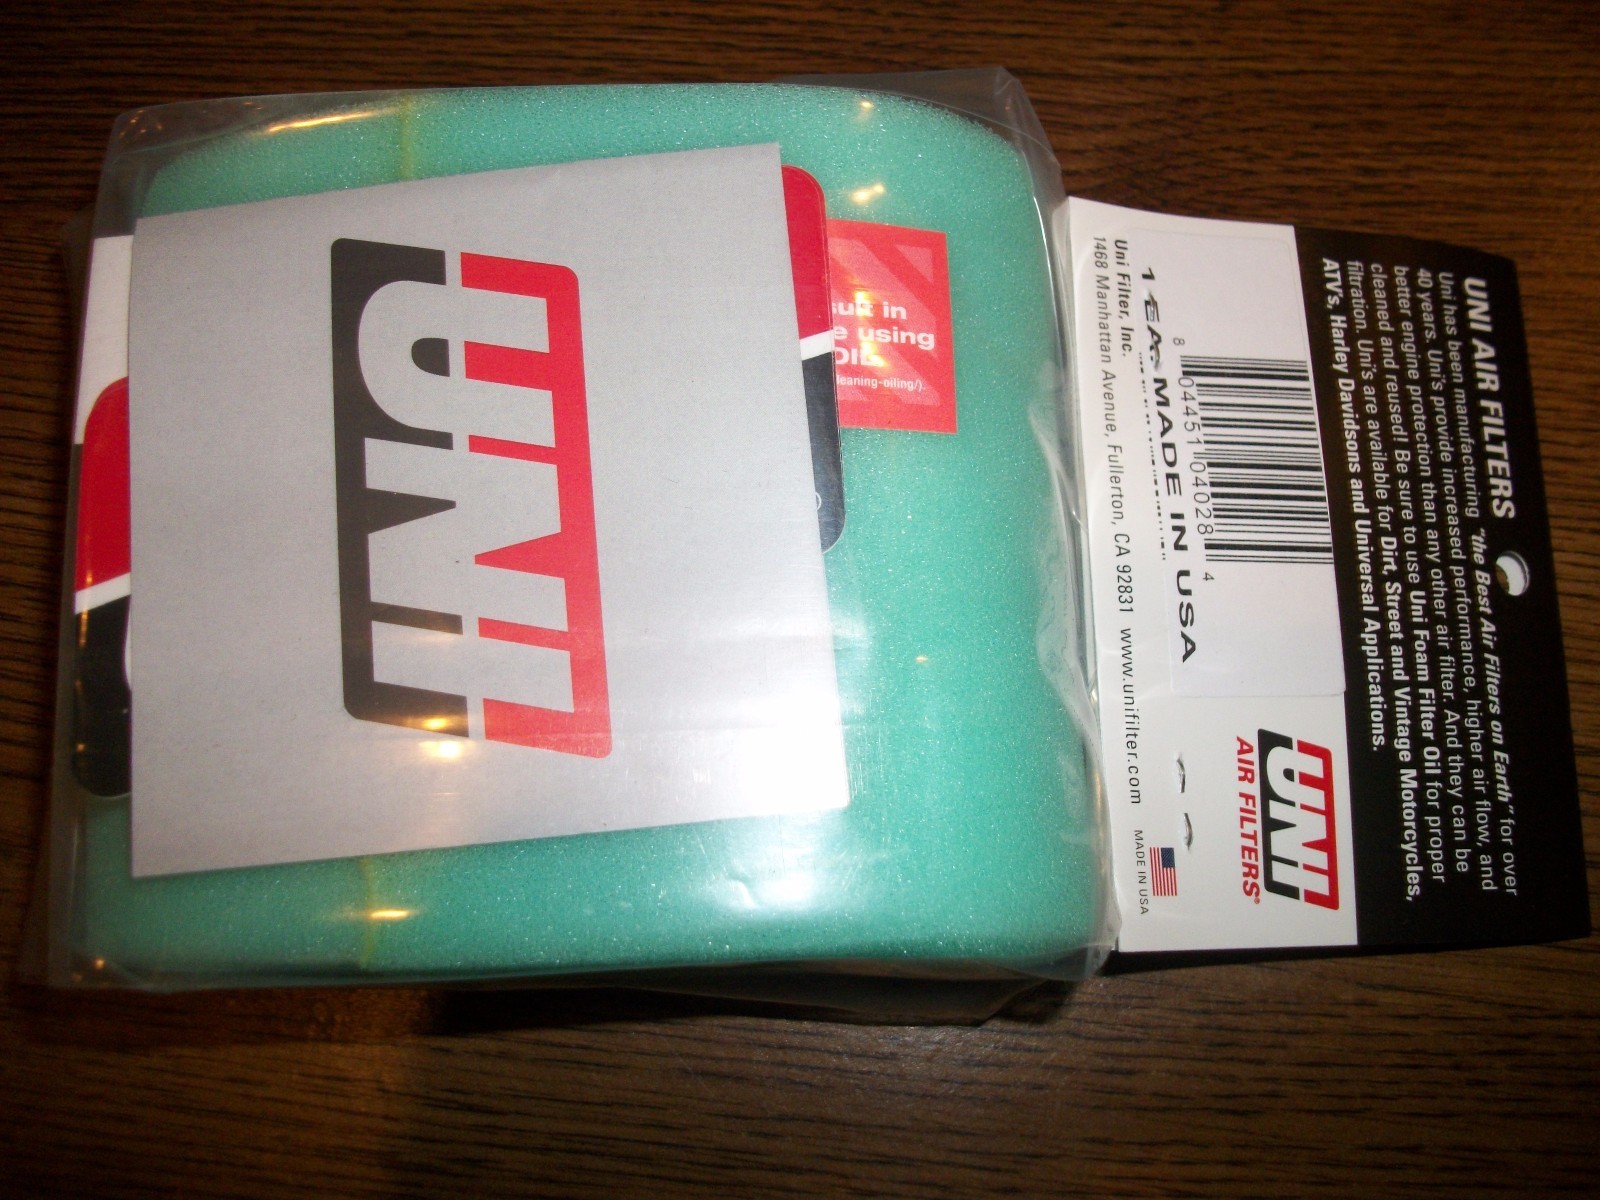 UNI AIR FILTERS
Uni has been manufacturing "the Best Air Filters on Earth" for over
40 years. Uni's provide increased performance, higher air flow, and
better engine protection than any other air filter. And they can be
cleaned and reused! Be sure to use Uni Foam Filter Oil for proper
filtration. Uni's are available for Dirt, Street and Vintage Motorcycles,
ATV's, Harley Davidsons and Universal Applications.
8 04451 04028 4
1 EA. MADE IN USA
UNI
AIR FILTERS®
MADE IN USA
Uni Filter, Inc.
1468 Manhattan Avenue, Fullerton, CA 92831 www.unifilter.com
UNI
in
using
OIL
®